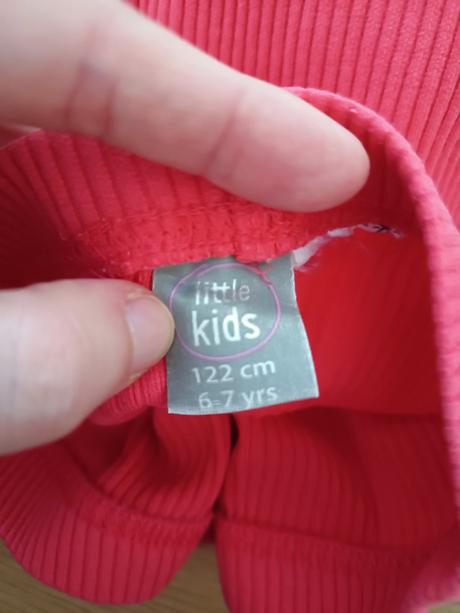 little
kids
122 cm
6-7 yrs